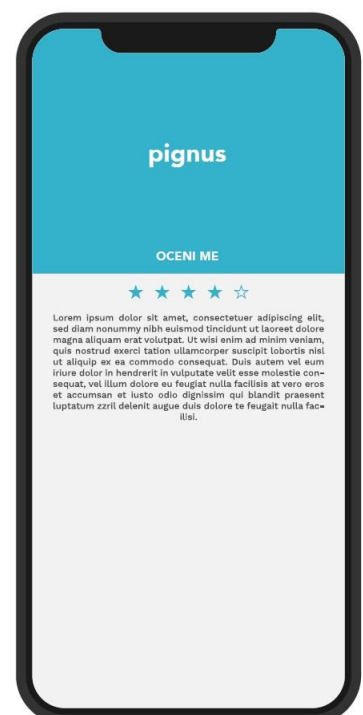 pignus
OCENI ME
Lorem ipsum dolor sit amet, consectetuer adipiscing elit,
sed diam nonummy nibh euismod tincidunt ut laoreet dolore
magna aliquam erat volutpat. Ut wisi enim ad minim veniam,
quis nostrud exerci tation ullamcorper suscipit lobortis nisl
ut aliquip ex ea commodo consequat. Duis autem vel eum
iriure dolor in hendrerit in vulputate velit esse molestie con-
sequat, vel illum dolore eu feugiat nulla facilisis at vero eros
et accumsan et iusto odio dignissim qui blandit praesent
luptatum zzril delenit augue duis dolore te feugait nulla fac-
ilisi.